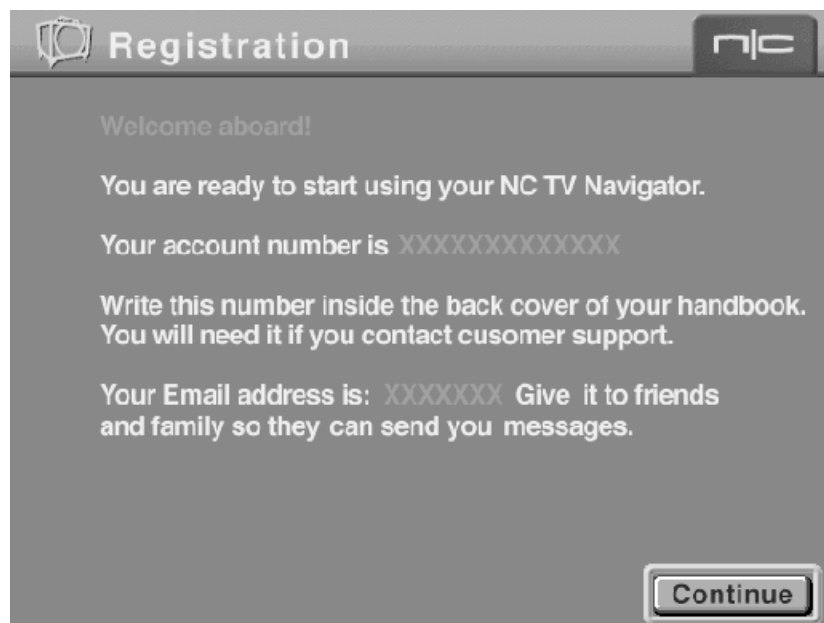 Registration
NC
Welcome aboard!
You are ready to start using your NC TV Navigator.
Your account number is XXXXXXXXXXXXX
Write this number inside the back cover of your handbook.
You will need it if you contact cusomer support.
Your Email address is: XXXXXXX Give it to friends
and family so they can send you messages.
Continue